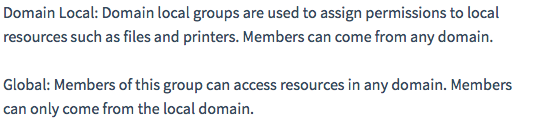 Domain Local: Domain local groups are used to assign permissions to local
resources such as files and printers. Members can come from any domain.
Global: Members of this group can access resources in any domain. Members
can only come from the local domain.